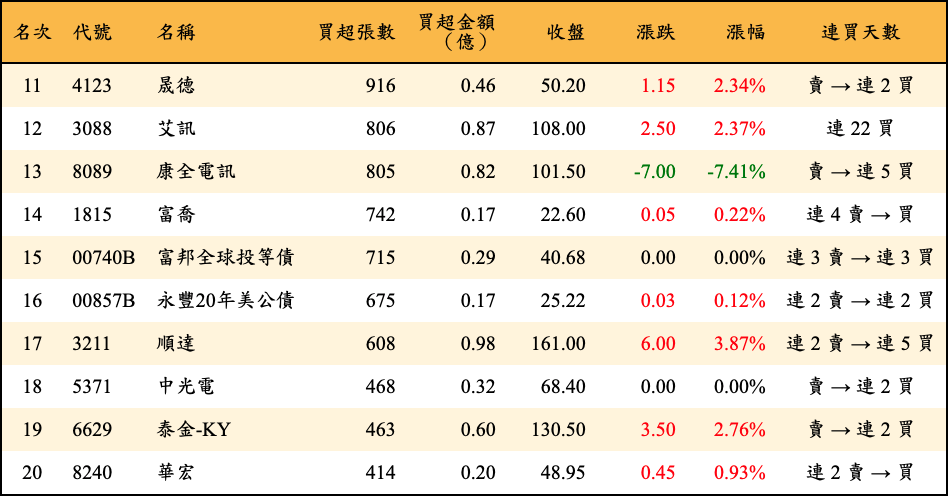 名次 代號 名稱 買超張數 買超金額（億） 收盤 漲跌 漲幅 連買天數
11 4123 晟德 916 0.46 50.20 1.15 2.34% 賣 → 連 2 買
12 3088 艾訊 806 0.87 108.00 2.50 2.37% 連 22 買
13 8089 康全電訊 805 0.82 101.50 -7.00 -7.41% 賣 → 連 5 買
14 1815 富喬 742 0.17 22.60 0.05 0.22% 連 4 賣 → 買
15 00740B 富邦全球投等債 715 0.29 40.68 0.00 0.00% 連 3 賣 → 連 3 買
16 00857B 永豐20年美公債 675 0.17 25.22 0.03 0.12% 連 2 賣 → 連 2 買
17 3211 順達 608 0.98 161.00 6.00 3.87% 連 2 賣 → 連 5 買
18 5371 中光電 468 0.32 68.40 0.00 0.00% 賣 → 連 2 買
19 6629 泰金-KY 463 0.60 130.50 3.50 2.76% 賣 → 連 2 買
20 8240 華宏 414 0.20 48.95 0.45 0.93% 連 2 賣 → 買